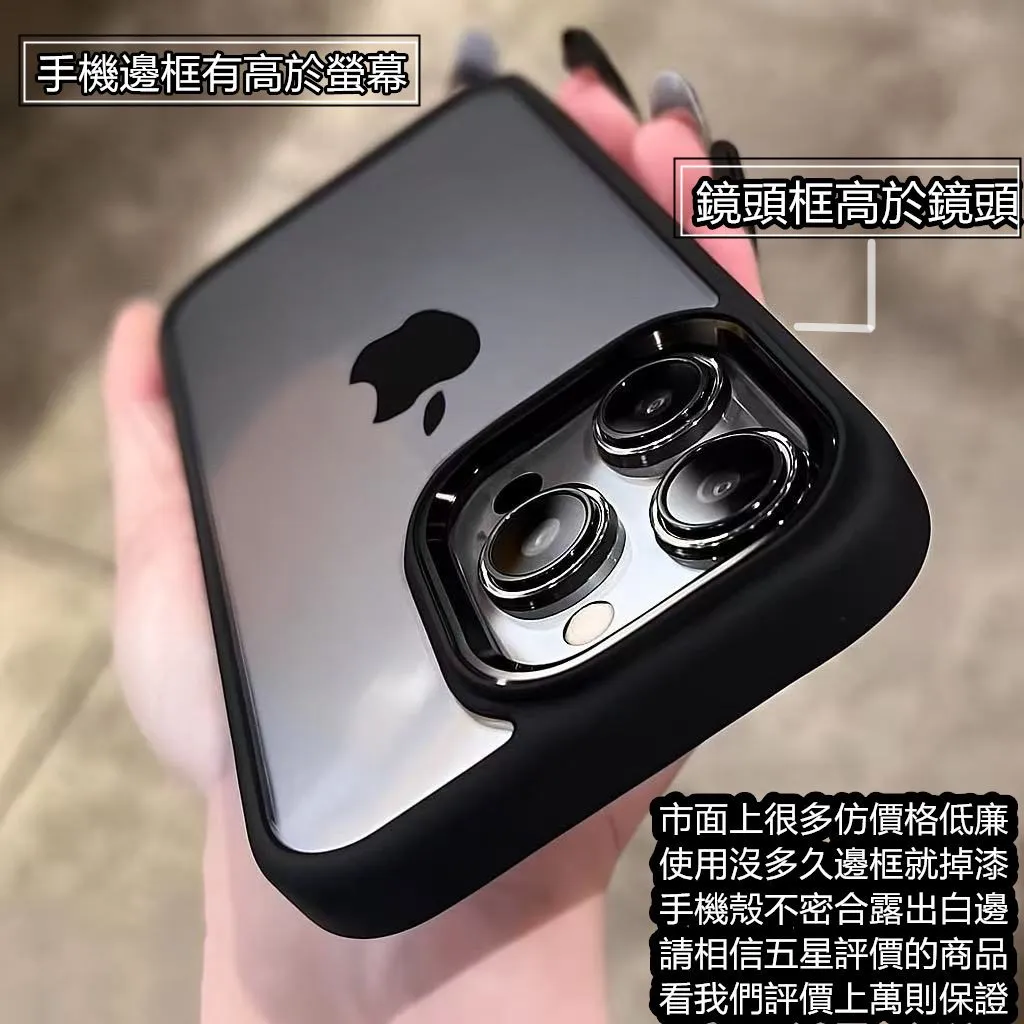 手機邊框有高於螢幕
鏡頭框高於鏡頭
市面上很多仿價格低廉
使用沒多久邊框就掉漆
手機殼不密合露出白邊
請相信五星評價的商品
看我們評價上萬則保證